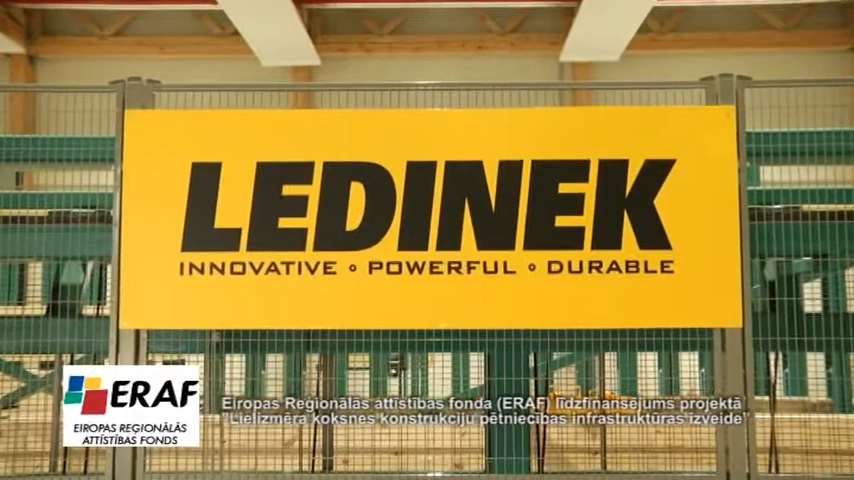 LEDINEK
INNOVATIVE ° POWERFUL ° DURABLE
ERAF
EIROPAS REĢIONĀLĀS
ATTĪSTĪBAS FONDS
Eiropas Reģionālās attīstības fonda (ERAF) līdzfinansējums projektā
"Lielizmēra koksnes konstrukciju pētniecības infrastruktūras izveide"